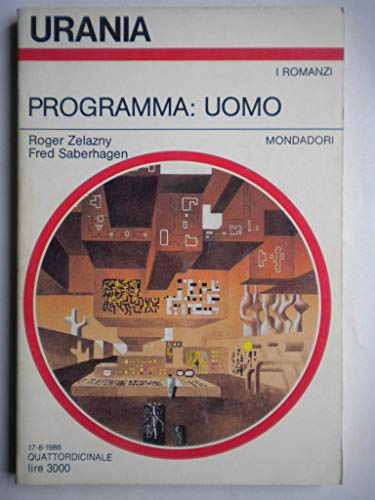 URANIA
I ROMANZI
PROGRAMMA: UOMO
Roger Zelazny
Fred Saberhagen
MONDADORI
17-8-1986
QUATTORDICINALE
lire 3000